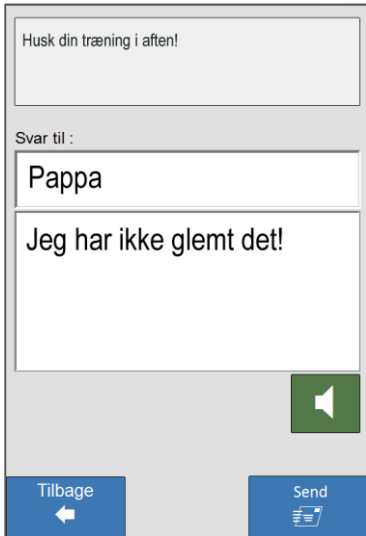 Husk din træning i aften!
Svar til :
Pappa
Jeg har ikke glemt det!
Tilbage
Send